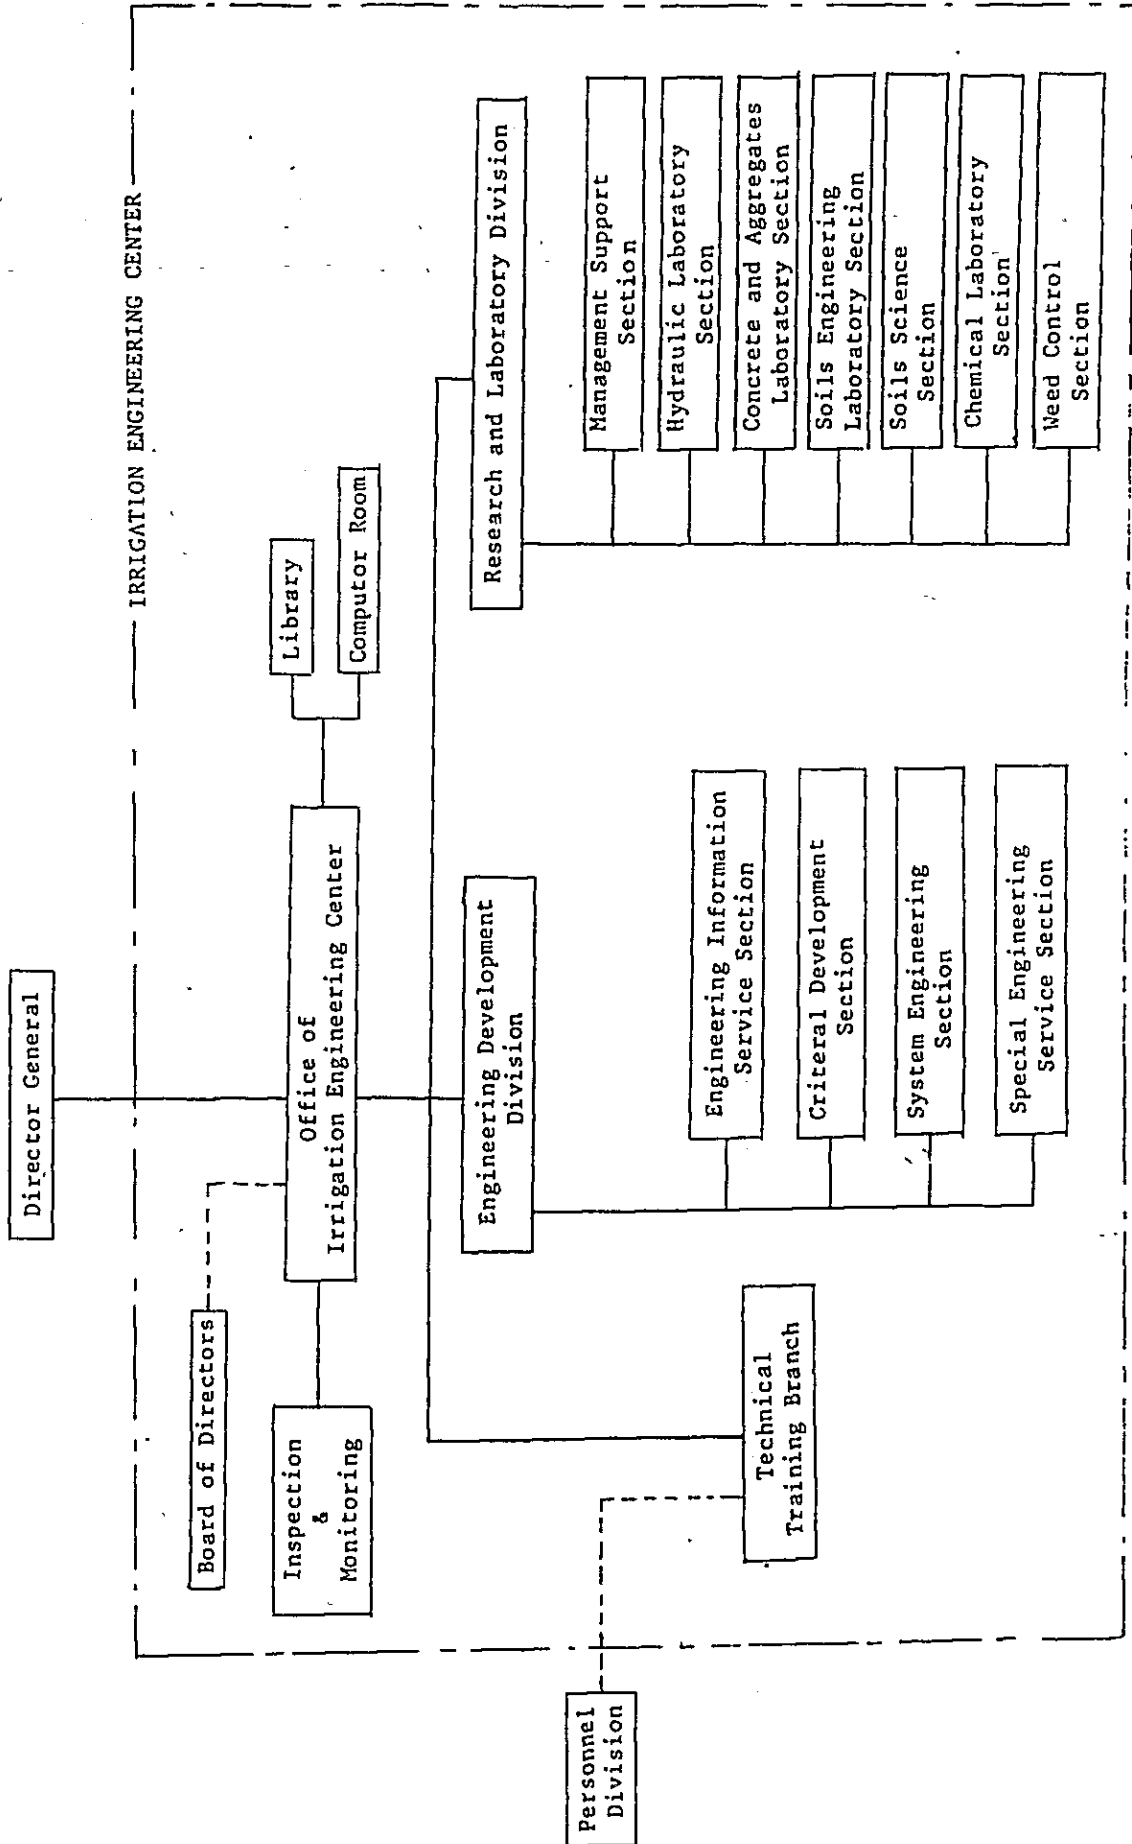 Director General
IRRIGATION ENGINEERING CENTER
Board of Directors
Library
Computor Room
Office of
Irrigation Engineering Center
Inspection
&
Monitoring
Engineering Development
Division
Research and Laboratory Division
Personnel
Division
Technical
Training Branch
Engineering Information
Service Section
Criteral Development
Section
System Engineering
Section
Special Engineering
Service Section
Management Support
Section
Hydraulic Laboratory
Section
Concrete and Aggregates
Laboratory Section
Soils Engineering
Laboratory Section
Soils Science
Section
Chemical Laboratory
Section
Weed Control
Section